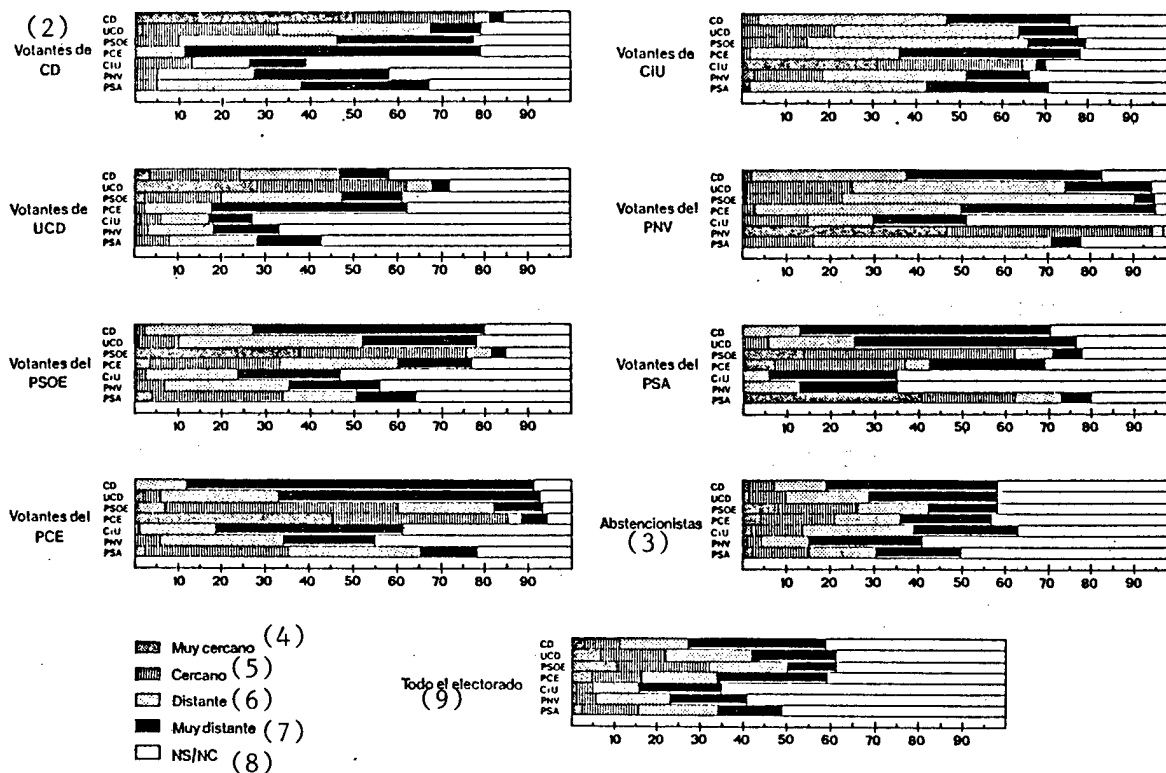 (2)
Votantes de
CD
CD
UCD
PSOE
PCE
CiU
PNV
PSA
10 20 30 40 50 60 70 80 90
Votantes de
CiU
CD
UCD
PSOE
PCE
CiU
PNV
PSA
10 20 30 40 50 60 70 80 90
Votantes de
UCD
CD
UCD
PSOE
PCE
CiU
PNV
PSA
10 20 30 40 50 60 70 80 90
Votantes del
PNV
CD
UCD
PSOE
PCE
CiU
PNV
PSA
10 20 30 40 50 60 70 80 90
Votantes del
PSOE
CD
UCD
PSOE
PCE
CiU
PNV
PSA
10 20 30 40 50 60 70 80 90
Votantes del
PSA
CD
UCD
PSOE
PCE
CiU
PNV
PSA
10 20 30 40 50 60 70 80 90
Votantes del
PCE
CD
UCD
PSOE
PCE
CiU
PNV
PSA
10 20 30 40 50 60 70 80 90
Abstencionistas
(3)
CD
UCD
PSOE
PCE
CiU
PNV
PSA
10 20 30 40 50 60 70 80 90
Muy cercano (4)
Cercano (5)
Distante (6)
Muy distante (7)
NS/NC (8)
Todo el electorado
(9)
CD
UCD
PSOE
PCE
CiU
PNV
PSA
10 20 30 40 50 60 70 80 90